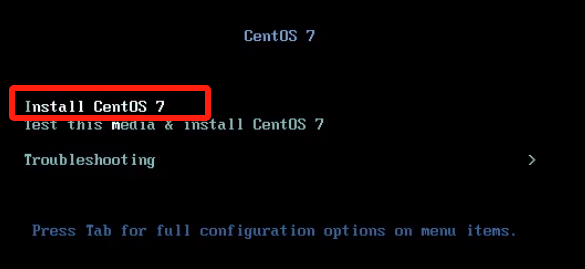 CentOS 7
Install CentOS 7
Test this media & install CentOS 7
Troubleshooting >
Press Tab for full configuration options on menu items.